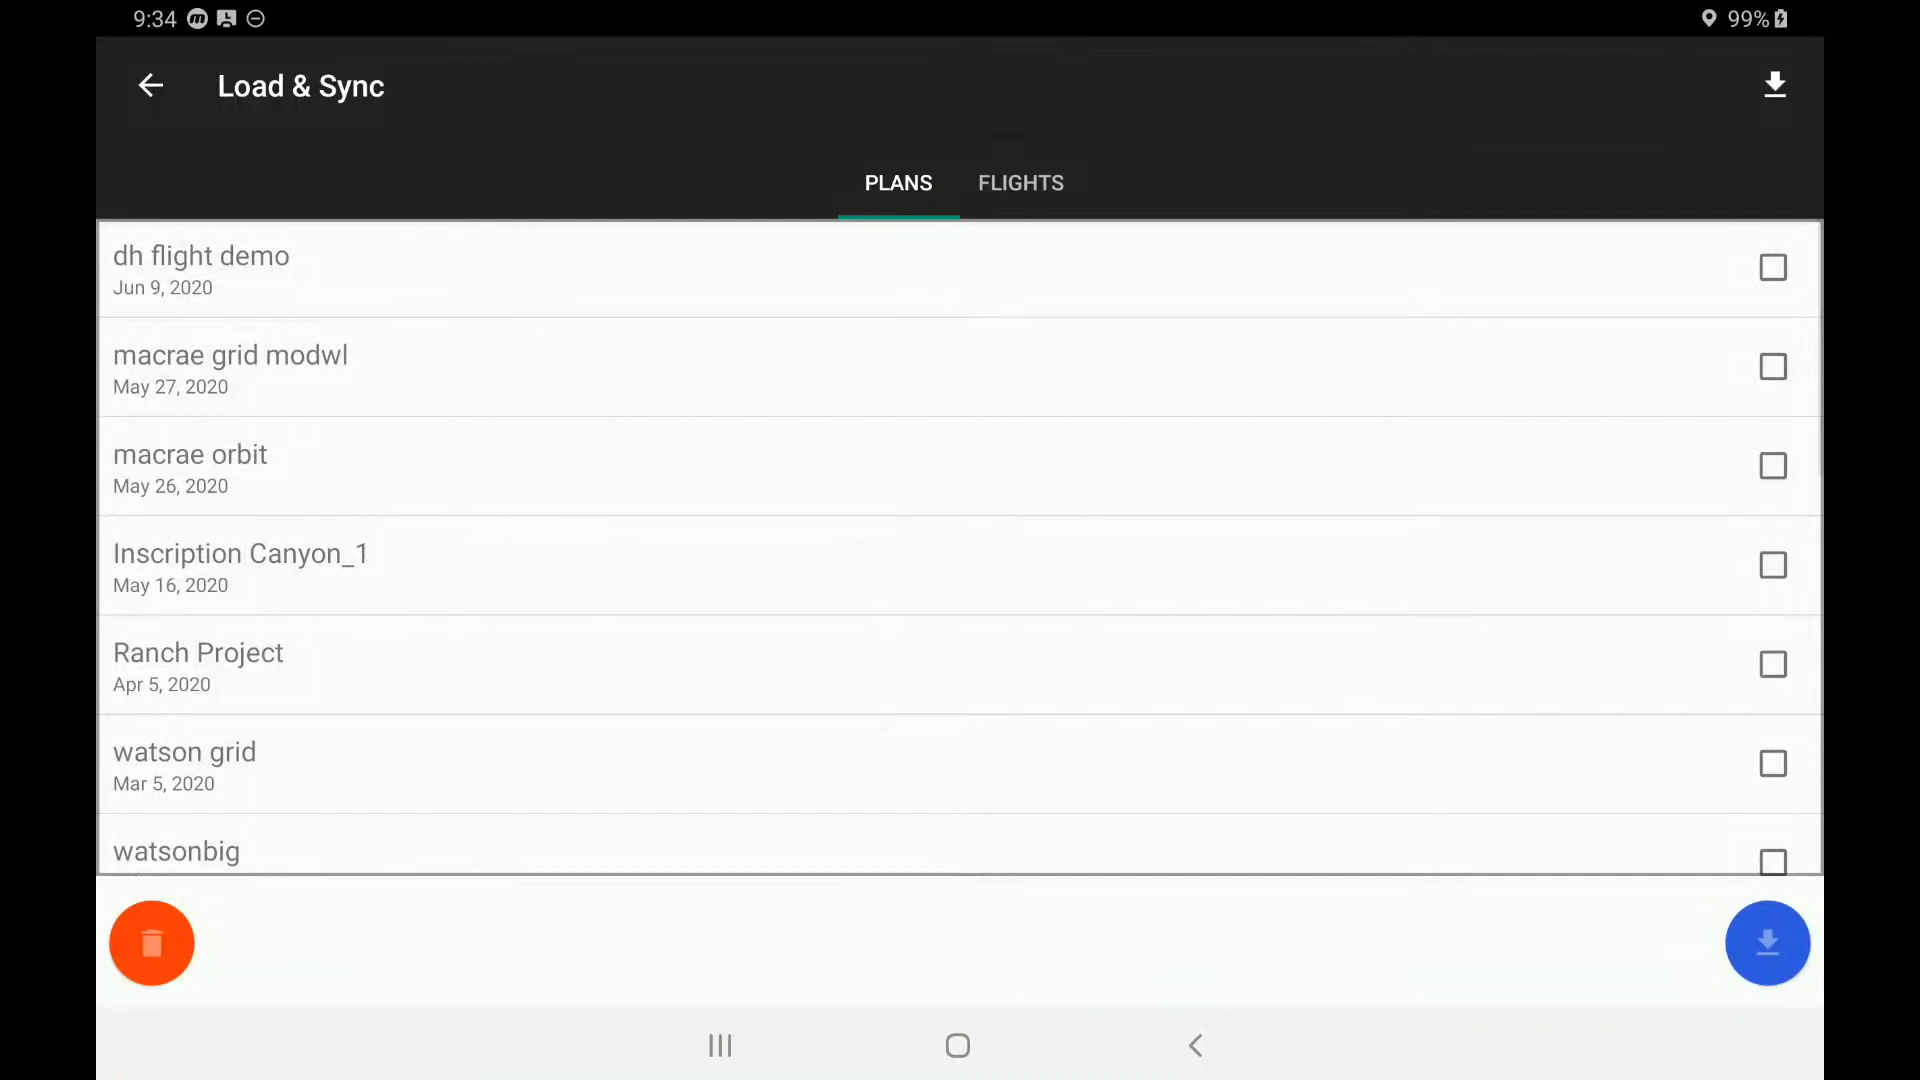 9:34
99%
Load & Sync
PLANS FLIGHTS
dh flight demo
Jun 9, 2020
macrae grid modwl
May 27, 2020
macrae orbit
May 26, 2020
Inscription Canyon_1
May 16, 2020
Ranch Project
Apr 5, 2020
watson grid
Mar 5, 2020
watsonbig